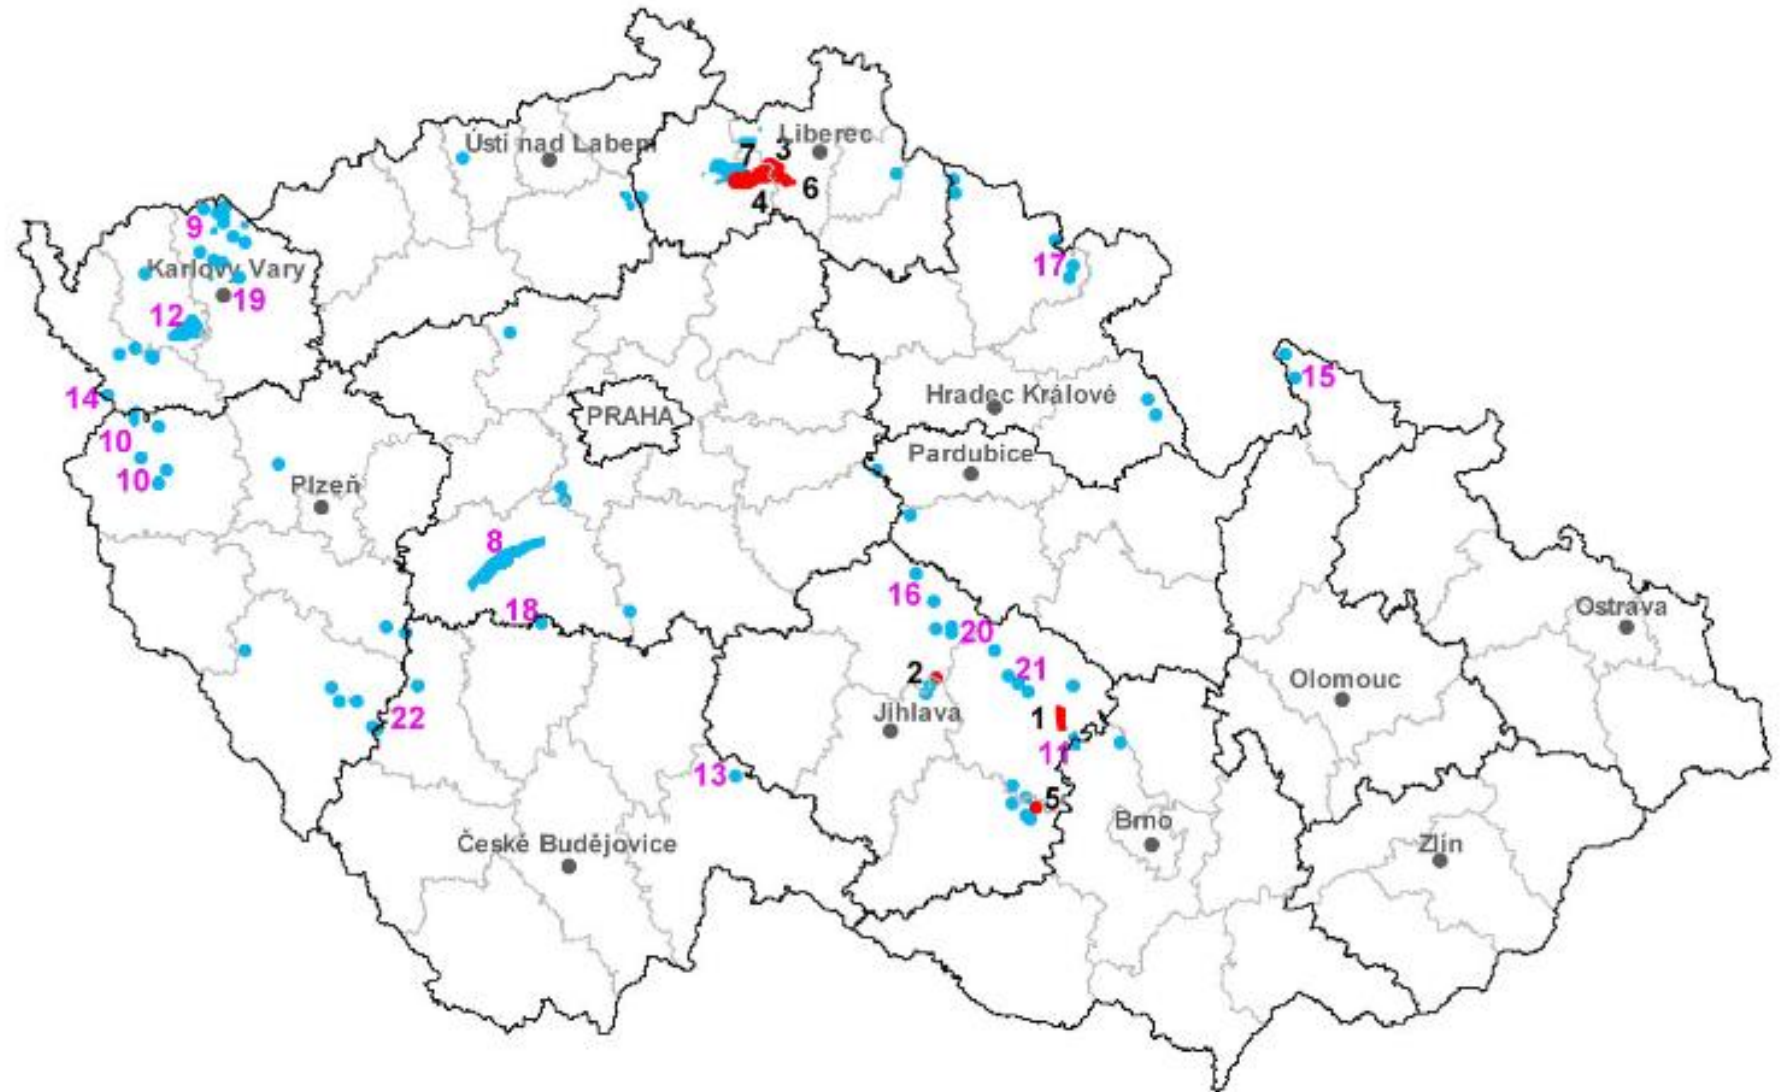 Ústí nad Labem
Liberec
7
3
4
6
9
Karlovy Vary
19
12
17
14
15
Hradec Králové
PRAHA
10
10
Pardubice
Plzeň
8
16
18
20
Ostrava
2
21
Olomouc
22
Jihlava
1
11
13
5
Brno
České Budějovice
Zlín